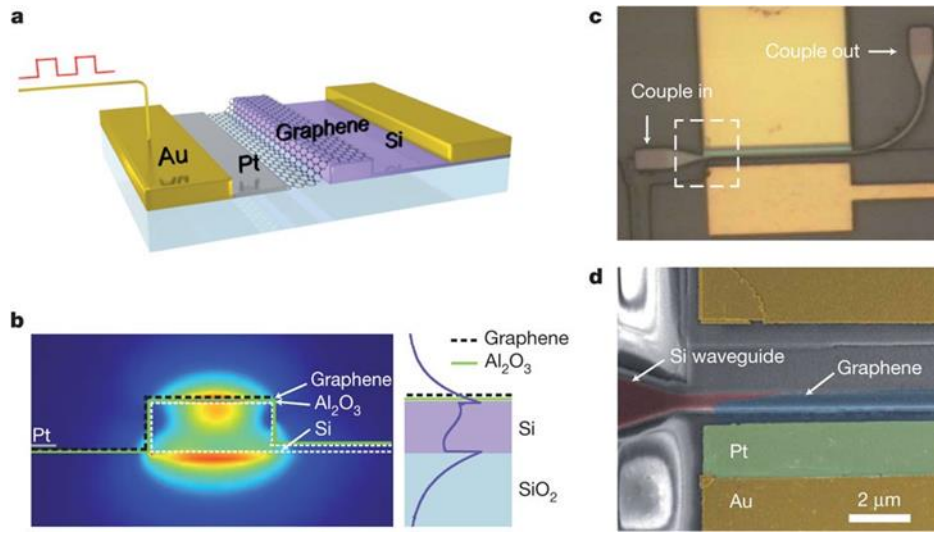 a
Au
Pt
Graphene
Si
b
Pt
Graphene
Al₂O₃
Si
Graphene
Al₂O₃
Si
SiO₂
c
Couple out
Couple in
d
Si waveguide
Graphene
Pt
Au
2 μm